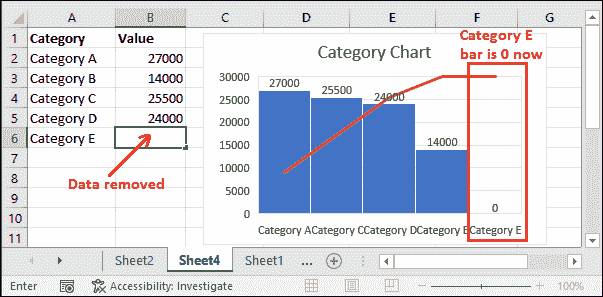 A B C D E F G
1 Category Value
2 Category A 27000
3 Category B 14000
4 Category C 25500
5 Category D 24000
6 Category E
7
8
9
10
11
Data removed
Category E
bar is 0 now
Category Chart
30000
25000
20000
15000
10000
5000
0
27000
25500
24000
14000
0
Category A Category C Category D Category B Category E
Sheet2 Sheet4 Sheet1 ...
Enter Accessibility: Investigate 100%